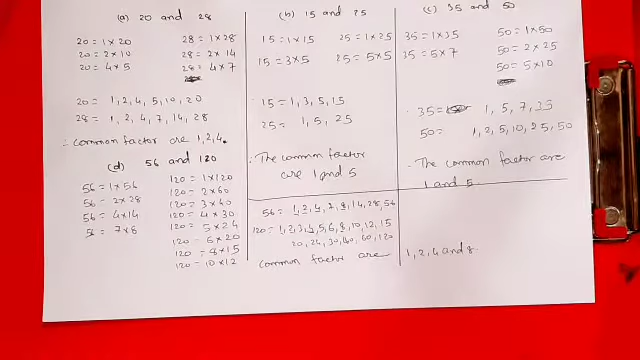 (a) 20 and 28
20 = 1 × 20
20 = 2 × 10
20 = 4 × 5
28 = 1 × 28
28 = 2 × 14
28 = 4 × 7
20 = 1, 2, 4, 5, 10, 20
28 = 1, 2, 4, 7, 14, 28
∴ common factor are 1, 2, 4.
(b) 15 and 25
15 = 1 × 15
15 = 3 × 5
25 = 1 × 25
25 = 5 × 5
15 = 1, 3, 5, 15
25 = 1, 5, 25
∴ The common factor
are 1 and 5
(c) 35 and 50
35 = 1 × 35
35 = 5 × 7
50 = 1 × 50
50 = 2 × 25
50 = 5 × 10
35 = 1, 5, 7, 35
50 = 1, 2, 5, 10, 25, 50
∴ The common factor are
1 and 5.
(d) 56 and 120
56 = 1 × 56
56 = 2 × 28
56 = 4 × 14
56 = 7 × 8
120 = 1 × 120
120 = 2 × 60
120 = 3 × 40
120 = 4 × 30
120 = 5 × 24
120 = 6 × 20
120 = 8 × 15
120 = 10 × 12
56 = 1, 2, 4, 7, 8, 14, 28, 56
120 = 1, 2, 3, 4, 5, 6, 8, 10, 12, 15
20, 24, 30, 40, 60, 120
common factor are 1, 2, 4 and 8.